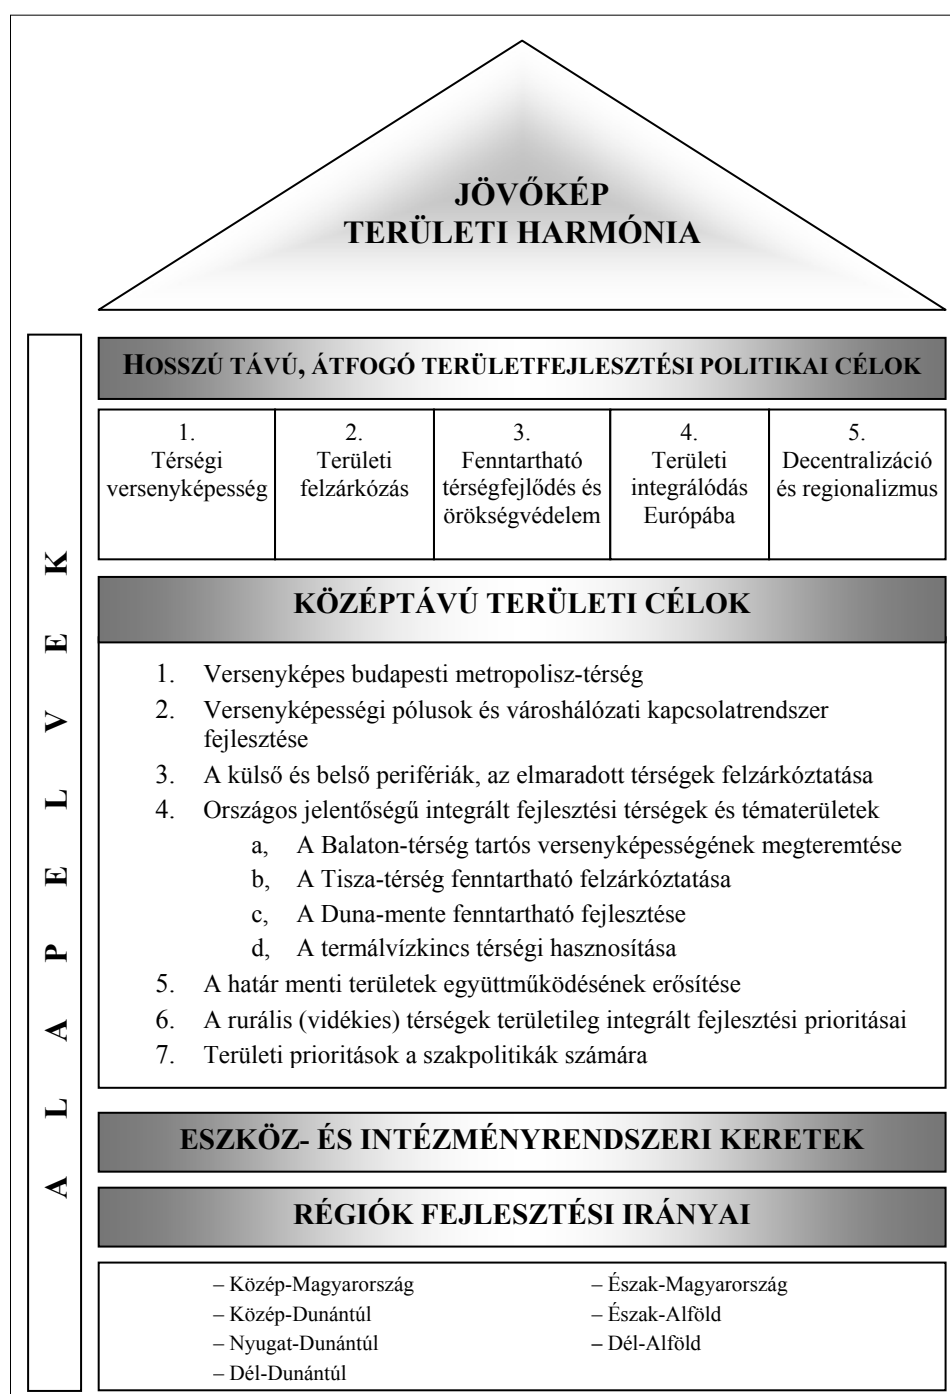 JÖVŐKÉP
TERÜLETI HARMÓNIA
ALAPELVEK
HOSSZÚ TÁVÚ, ÁTFOGÓ TERÜLETFEJLESZTÉSI POLITIKAI CÉLOK
1.
Térségi
versenyképesség
2.
Területi
felzárkózás
3.
Fenntartható
térségfejlődés és
örökségvédelem
4.
Területi
integrálódás
Európába
5.
Decentralizáció
és regionalizmus
KÖZÉPTÁVÚ TERÜLETI CÉLOK
1. Versenyképes budapesti metropolisz-térség
2. Versenyképességi pólusok és városhálózati kapcsolatrendszer
fejlesztése
3. A külső és belső perifériák, az elmaradott térségek felzárkóztatása
4. Országos jelentőségű integrált fejlesztési térségek és tématerületek
a, A Balaton-térség tartós versenyképességének megteremtése
b, A Tisza-térség fenntartható felzárkóztatása
c, A Duna-mente fenntartható fejlesztése
d, A termálvízkincs térségi hasznosítása
5. A határ menti területek együttműködésének erősítése
6. A rurális (vidékies) térségek területileg integrált fejlesztési prioritásai
7. Területi prioritások a szakpolitikák számára
ESZKÖZ- ÉS INTÉZMÉNYRENDSZERI KERETEK
RÉGIÓK FEJLESZTÉSI IRÁNYAI
– Közép-Magyarország
– Közép-Dunántúl
– Nyugat-Dunántúl
– Dél-Dunántúl
– Észak-Magyarország
– Észak-Alföld
– Dél-Alföld